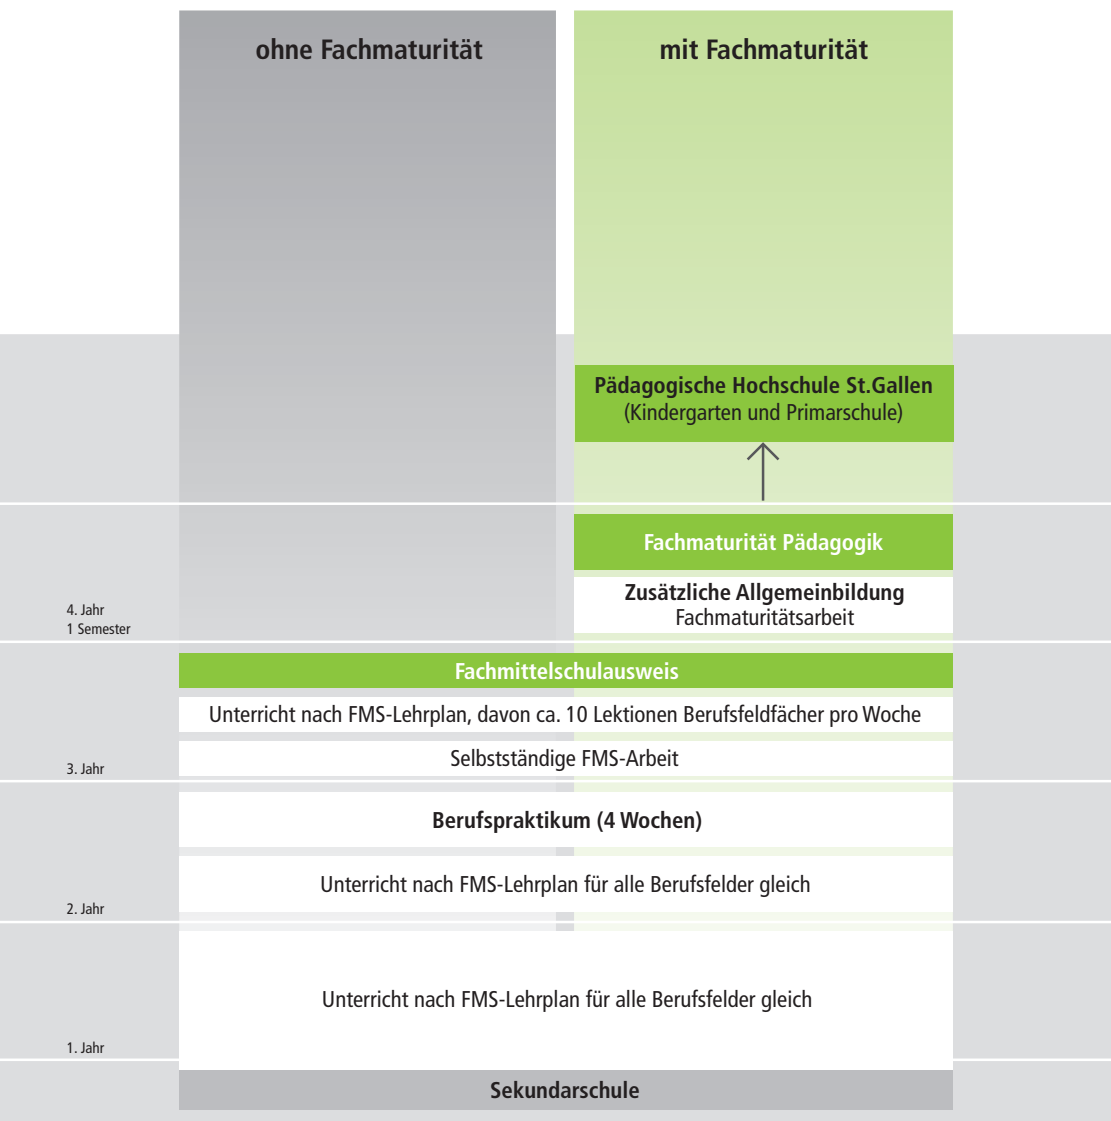 ohne Fachmaturität
mit Fachmaturität
Pädagogische Hochschule St.Gallen
(Kindergarten und Primarschule)
Fachmaturität Pädagogik
Zusätzliche Allgemeinbildung
Fachmaturitätsarbeit
4. Jahr
1 Semester
Fachmittelschulausweis
Unterricht nach FMS-Lehrplan, davon ca. 10 Lektionen Berufsfeldfächer pro Woche
Selbstständige FMS-Arbeit
3. Jahr
Berufspraktikum (4 Wochen)
Unterricht nach FMS-Lehrplan für alle Berufsfelder gleich
2. Jahr
Unterricht nach FMS-Lehrplan für alle Berufsfelder gleich
1. Jahr
Sekundarschule